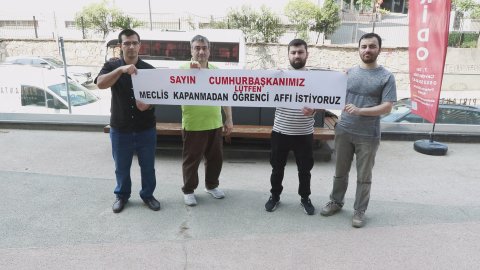 SAYIN CUMHURBAŞKANIMIZ
LÜTFEN
MECLİS KAPANMADAN ÖĞRENCİ AFFI İSTİYORUZ